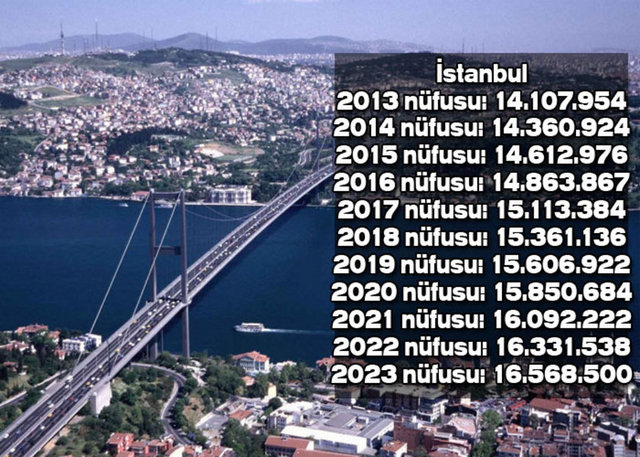 İstanbul
2013 nüfusu: 14.107.954
2014 nüfusu: 14.360.924
2015 nüfusu: 14.612.976
2016 nüfusu: 14.863.867
2017 nüfusu: 15.113.384
2018 nüfusu: 15.361.136
2019 nüfusu: 15.606.922
2020 nüfusu: 15.850.684
2021 nüfusu: 16.092.222
2022 nüfusu: 16.331.538
2023 nüfusu: 16.568.500